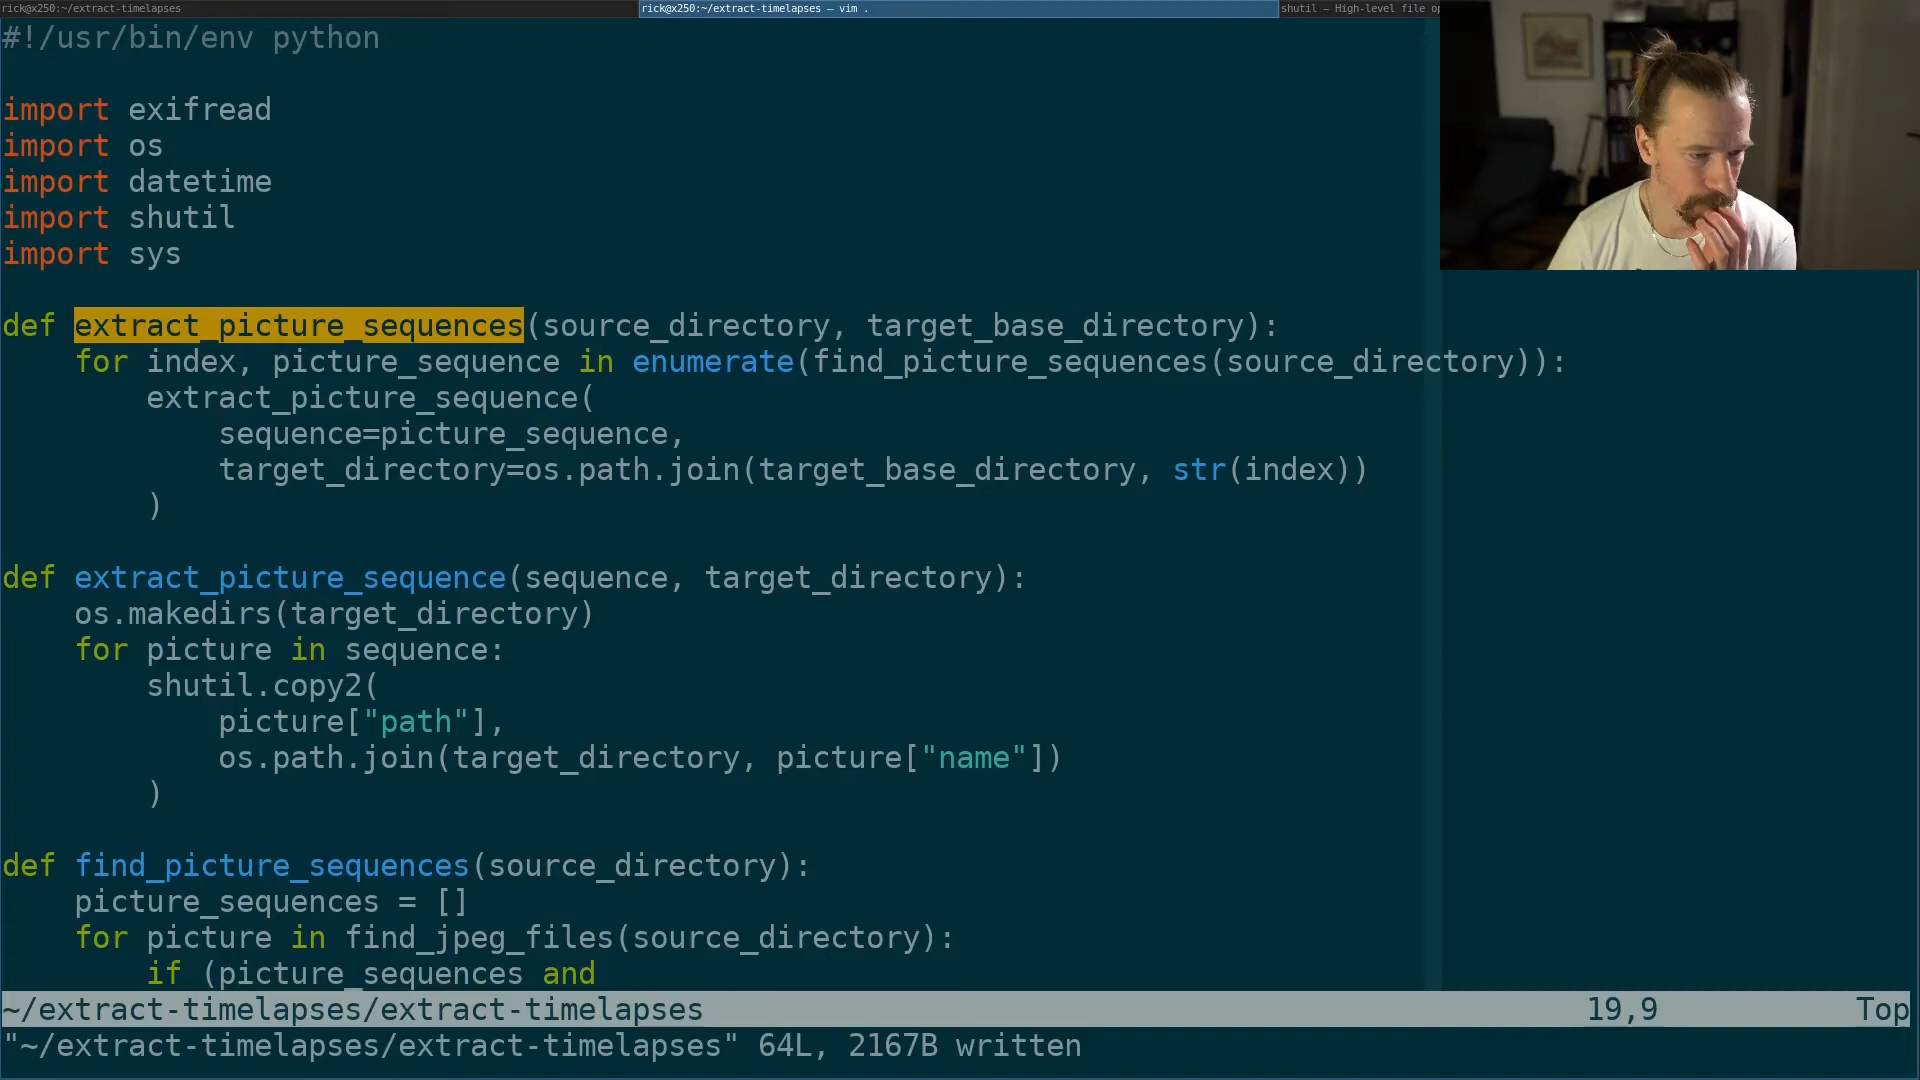 rick@x250:~/extract-timelapses
rick@x250:~/extract-timelapses — vim .
shutil — High-level file op
#!/usr/bin/env python
import exifread
import os
import datetime
import shutil
import sys
def extract_picture_sequences(source_directory, target_base_directory):
    for index, picture_sequence in enumerate(find_picture_sequences(source_directory)):
        extract_picture_sequence(
            sequence=picture_sequence,
            target_directory=os.path.join(target_base_directory, str(index))
        )
def extract_picture_sequence(sequence, target_directory):
    os.makedirs(target_directory)
    for picture in sequence:
        shutil.copy2(
            picture["path"],
            os.path.join(target_directory, picture["name"])
        )
def find_picture_sequences(source_directory):
    picture_sequences = []
    for picture in find_jpeg_files(source_directory):
        if (picture_sequences and
~/extract-timelapses/extract-timelapses 19,9 Top
"~/extract-timelapses/extract-timelapses" 64L, 2167B written